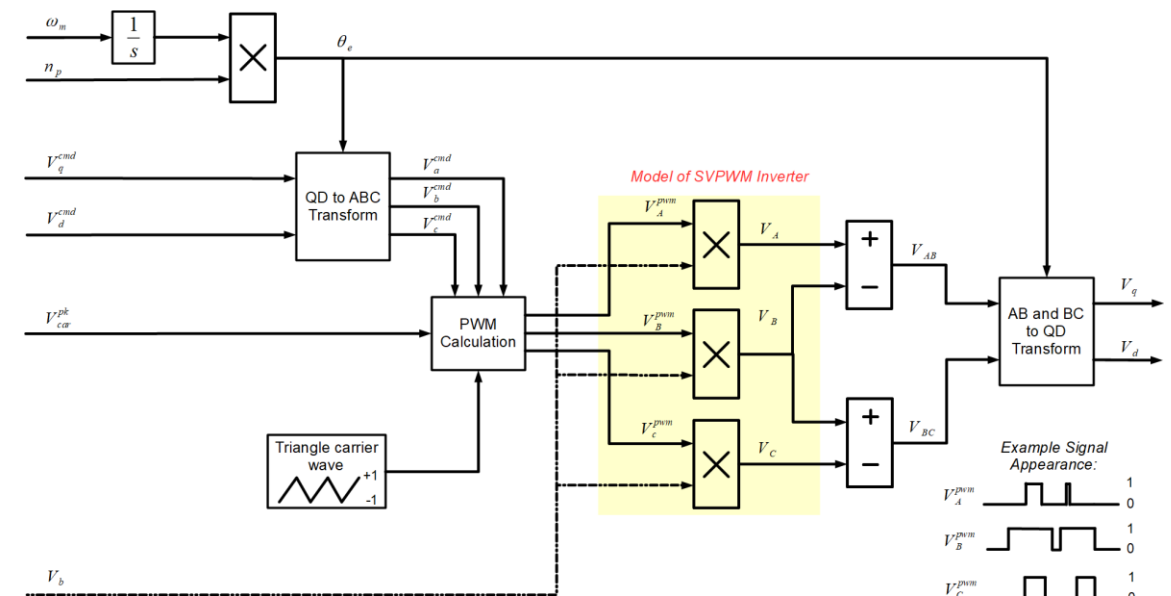 ω_m
1
s
n_p
θ_e
V_q^cmd
V_d^cmd
QD to ABC
Transform
V_a^cmd
V_b^cmd
V_c^cmd
Model of SVPWM Inverter
V_A^pwm
V_A
V_B^pwm
V_B
V_c^pwm
V_C
+
−
V_AB
+
−
V_BC
AB and BC
to QD
Transform
V_q
V_d
V_car^pk
PWM
Calculation
Triangle carrier
wave
+1
-1
Example Signal
Appearance:
V_A^pwm
1
0
V_B^pwm
1
0
V_C^pwm
1
V_b